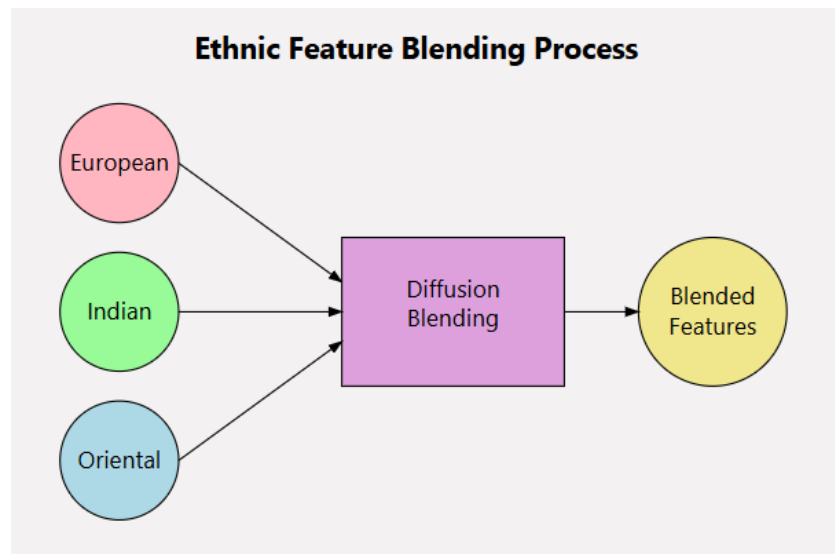 Ethnic Feature Blending Process
European
Indian
Oriental
Diffusion
Blending
Blended
Features